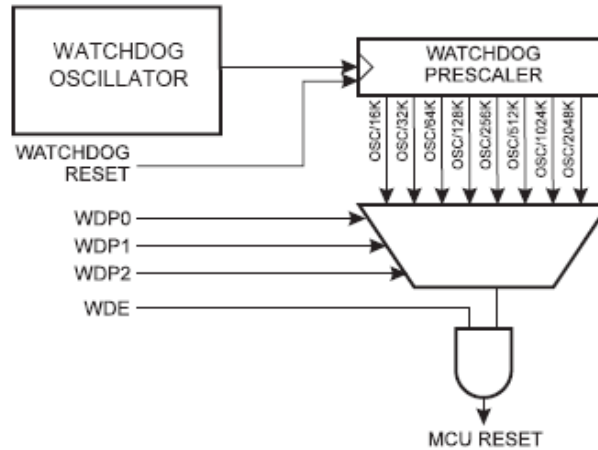 WATCHDOG
OSCILLATOR
WATCHDOG
PRESCALER
OSC/16K
OSC/32K
OSC/64K
OSC/128K
OSC/256K
OSC/512K
OSC/1024K
OSC/2048K
WATCHDOG
RESET
WDP0
WDP1
WDP2
WDE
MCU RESET